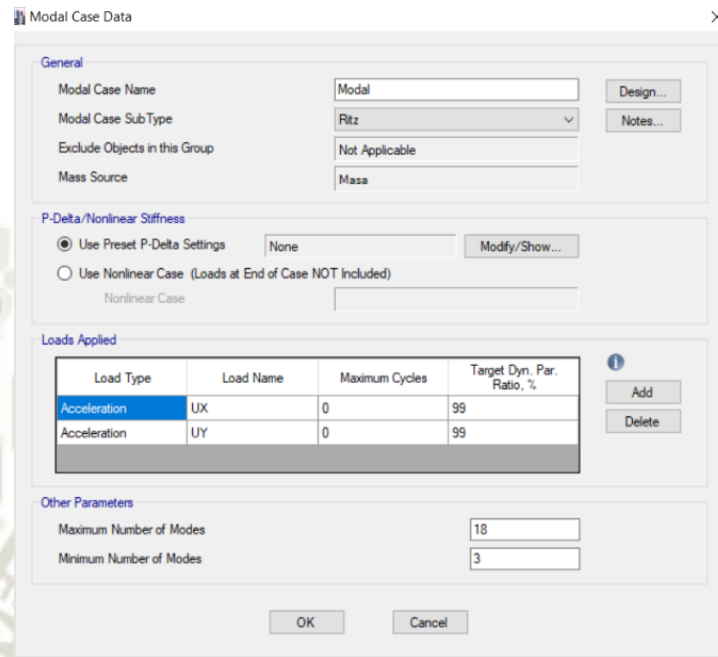 Modal Case Data
General
Modal Case Name Modal Design...
Modal Case SubType Ritz Notes...
Exclude Objects in this Group Not Applicable
Mass Source Masa
P-Delta/Nonlinear Stiffness
Use Preset P-Delta Settings None Modify/Show...
Use Nonlinear Case (Loads at End of Case NOT Included)
Nonlinear Case
Loads Applied
Load Type Load Name Maximum Cycles Target Dyn. Par. Ratio, %
Acceleration UX 0 99
Acceleration UY 0 99
Add
Delete
Other Parameters
Maximum Number of Modes 18
Minimum Number of Modes 3
OK Cancel